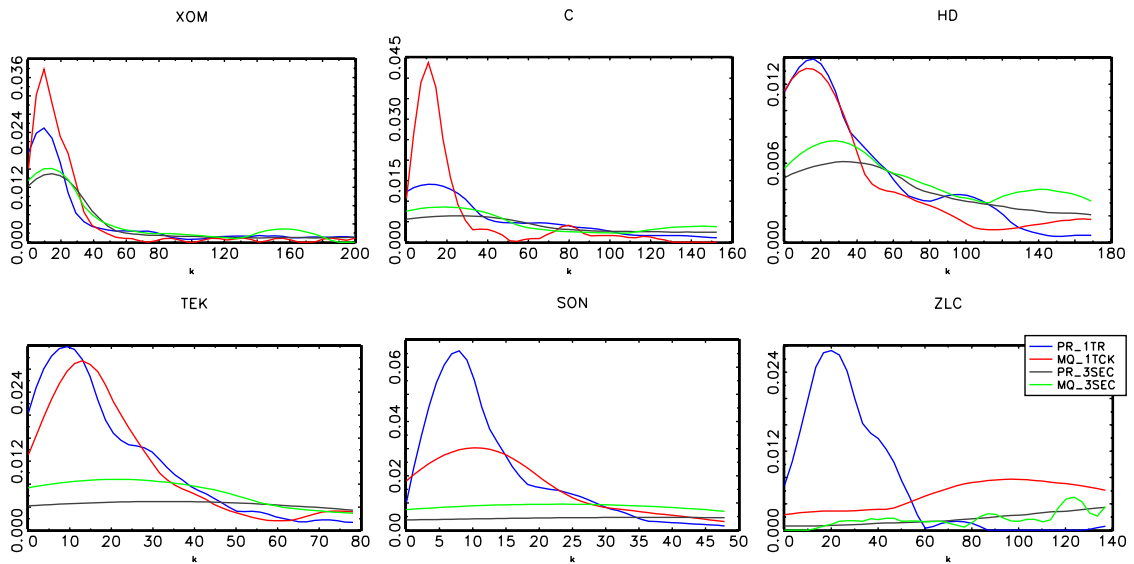 XOM
C
HD
0.000 0.012 0.024 0.036
0 20 40 60 80 100 120 140 160 200
k
0.000 0.015 0.030 0.045
0 20 40 60 80 100 120 140 160
k
0.000 0.006 0.012
0 20 40 60 80 100 120 140 160 180
k
TEK
SON
ZLC
0.000 0.012 0.024
0 10 20 30 40 50 60 70 80
k
0.00 0.02 0.04 0.06
0 5 10 15 20 25 30 35 40 45 50
k
0.000 0.012 0.024
0 20 40 60 80 100 120 140
k
PR_1TR
MQ_1TCK
PR_3SEC
MQ_3SEC